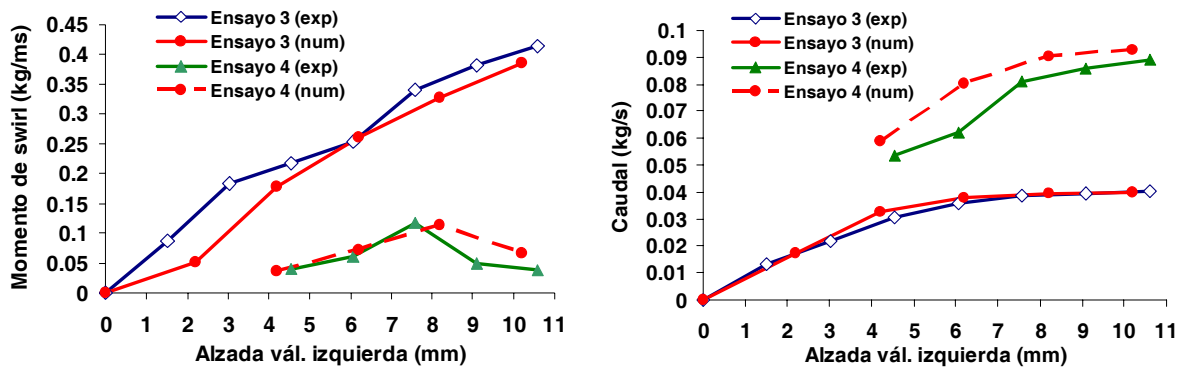 Momento de swirl (kg/ms)
0.45
0.4
0.35
0.3
0.25
0.2
0.15
0.1
0.05
0
Ensayo 3 (exp)
Ensayo 3 (num)
Ensayo 4 (exp)
Ensayo 4 (num)
0 1 2 3 4 5 6 7 8 9 10 11
Alzada vál. izquierda (mm)
Caudal (kg/s)
0.1
0.09
0.08
0.07
0.06
0.05
0.04
0.03
0.02
0.01
0
Ensayo 3 (exp)
Ensayo 3 (num)
Ensayo 4 (exp)
Ensayo 4 (num)
0 1 2 3 4 5 6 7 8 9 10 11
Alzada vál. izquierda (mm)